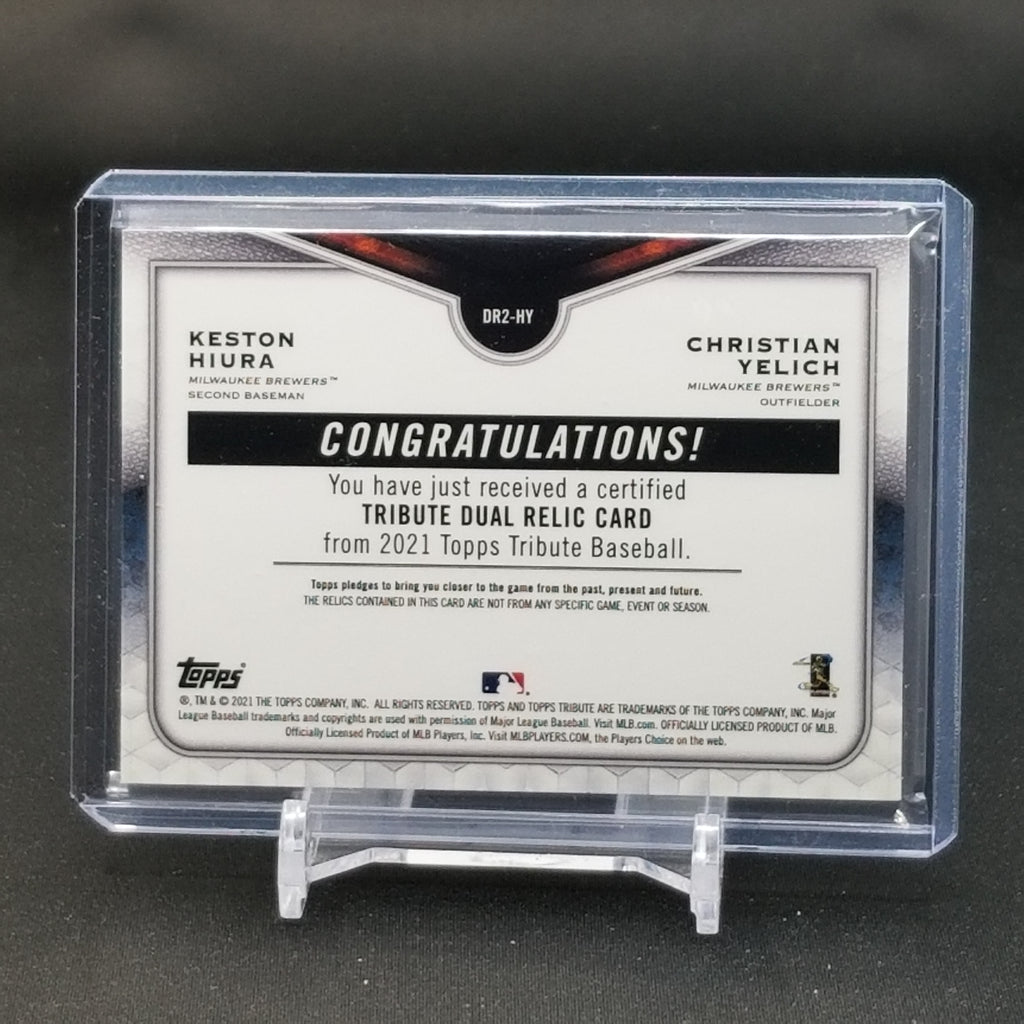 DR2-HY
KESTON
HIURA
MILWAUKEE BREWERS™
SECOND BASEMAN
CHRISTIAN
YELICH
MILWAUKEE BREWERS™
OUTFIELDER
CONGRATULATIONS!
You have just received a certified
TRIBUTE DUAL RELIC CARD
from 2021 Topps Tribute Baseball.
Topps pledges to bring you closer to the game from the past, present and future.
THE RELICS CONTAINED IN THIS CARD ARE NOT FROM ANY SPECIFIC GAME, EVENT OR SEASON.
topps®
®, TM & © 2021 THE TOPPS COMPANY, INC. ALL RIGHTS RESERVED. TOPPS AND TOPPS TRIBUTE ARE TRADEMARKS OF THE TOPPS COMPANY, INC. Major
League Baseball trademarks and copyrights are used with permission of Major League Baseball. Visit MLB.com. OFFICIALLY LICENSED PRODUCT OF MLB.
Officially Licensed Product of MLB Players, Inc. Visit MLBPLAYERS.COM, the Players Choice on the web.